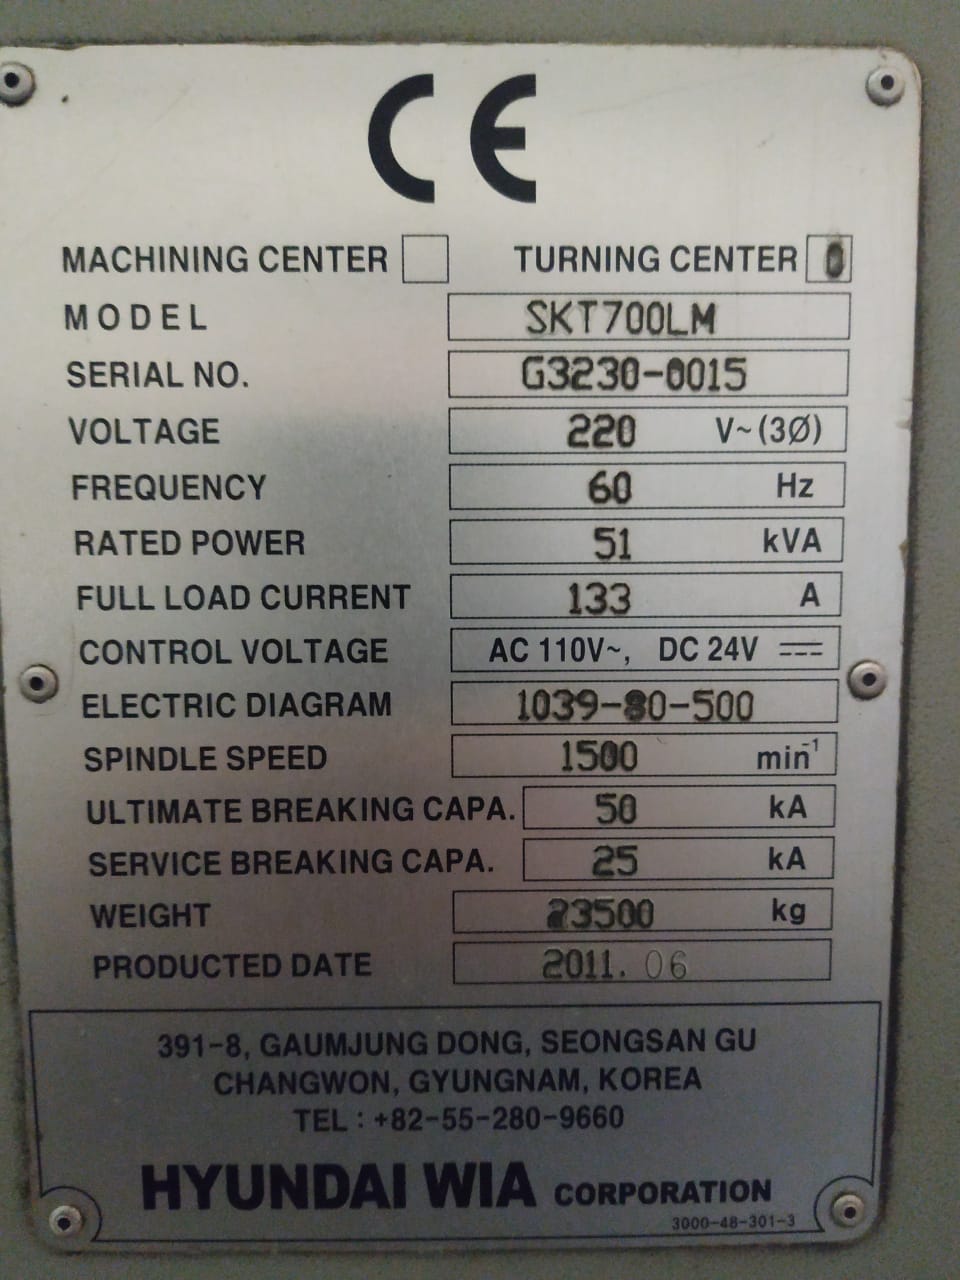 CE
MACHINING CENTER TURNING CENTER 0
MODEL SKT700LM
SERIAL NO. G3230-0015
VOLTAGE 220 V~(3Ø)
FREQUENCY 60 Hz
RATED POWER 51 kVA
FULL LOAD CURRENT 133 A
CONTROL VOLTAGE AC 110V~, DC 24V ⎓
ELECTRIC DIAGRAM 1039-80-500
SPINDLE SPEED 1500 min⁻¹
ULTIMATE BREAKING CAPA. 50 kA
SERVICE BREAKING CAPA. 25 kA
WEIGHT 23500 kg
PRODUCTED DATE 2011. 06
391-8, GAUMJUNG DONG, SEONGSAN GU
CHANGWON, GYUNGNAM, KOREA
TEL : +82-55-280-9660
HYUNDAI WIA CORPORATION
3000-48-301-3